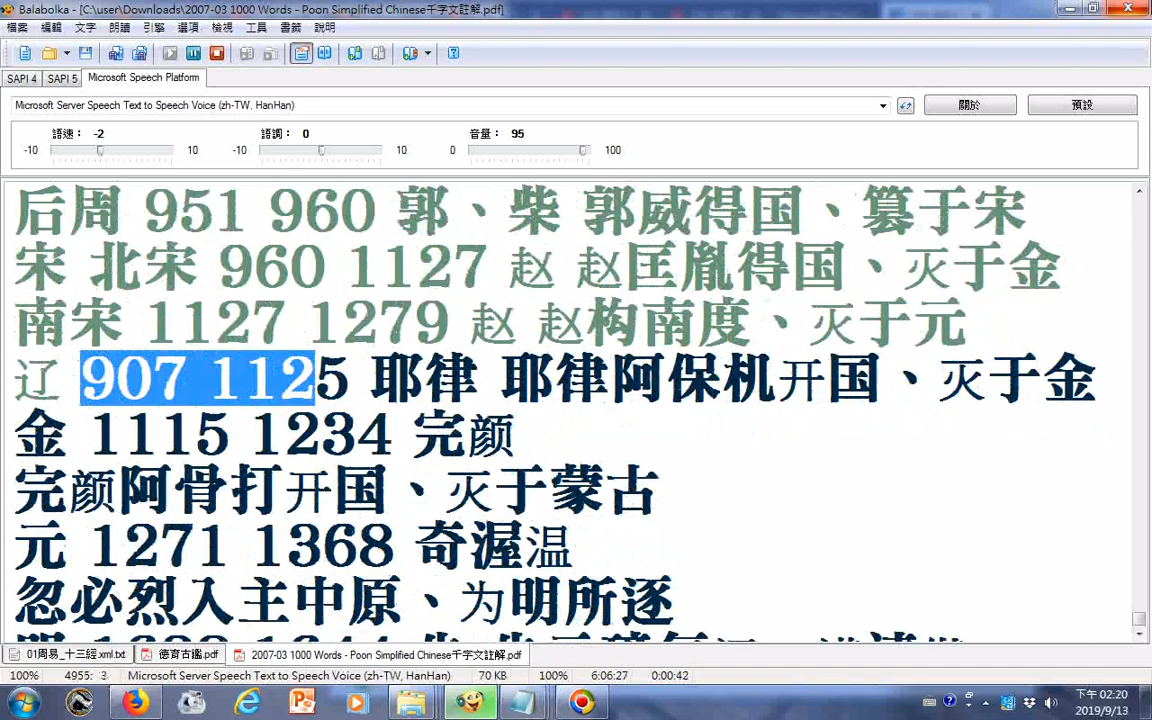 Balabolka - [C:\user\Downloads\2007-03 1000 Words - Poon Simplified Chinese千字文註解.pdf]
檔案 編輯 文字 朗讀 引擎 選項 檢視 工具 書籤 說明
SAPI 4 SAPI 5 Microsoft Speech Platform
Microsoft Server Speech Text to Speech Voice (zh-TW, HanHan) 關於 預設
語速： -2 語調： 0 音量： 95
-10 10 -10 10 0 100
后周 951 960 郭、柴 郭威得国、篡于宋
宋 北宋 960 1127 赵 赵匡胤得国、灭于金
南宋 1127 1279 赵 赵构南度、灭于元
辽 907 1125 耶律 耶律阿保机开国、灭于金
金 1115 1234 完颜
完颜阿骨打开国、灭于蒙古
元 1271 1368 奇渥温
忽必烈入主中原、为明所逐
01周易_十三經.xml.txt 德育古鑑.pdf 2007-03 1000 Words - Poon Simplified Chinese千字文註解.pdf
100% 4955: 3 Microsoft Server Speech Text to Speech Voice (zh-TW, HanHan) 70 KB 100% 6:06:27 0:00:42
下午 02:20
2019/9/13